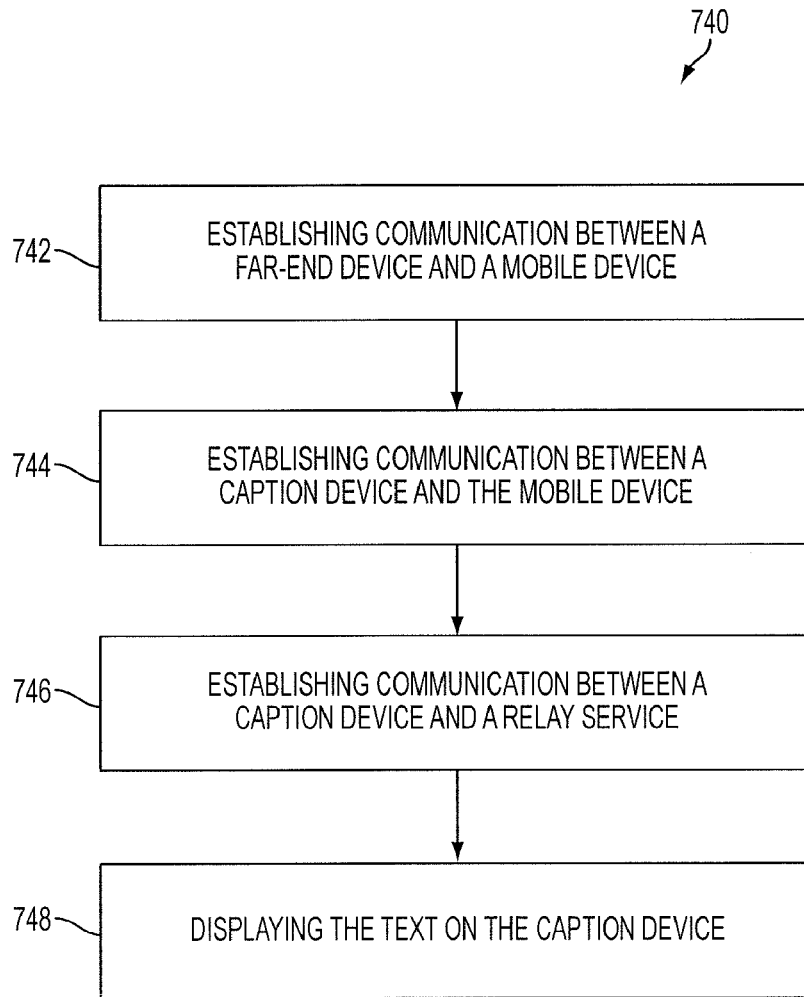 740
742
ESTABLISHING COMMUNICATION BETWEEN A
FAR-END DEVICE AND A MOBILE DEVICE
744
ESTABLISHING COMMUNICATION BETWEEN A
CAPTION DEVICE AND THE MOBILE DEVICE
746
ESTABLISHING COMMUNICATION BETWEEN A
CAPTION DEVICE AND A RELAY SERVICE
748
DISPLAYING THE TEXT ON THE CAPTION DEVICE